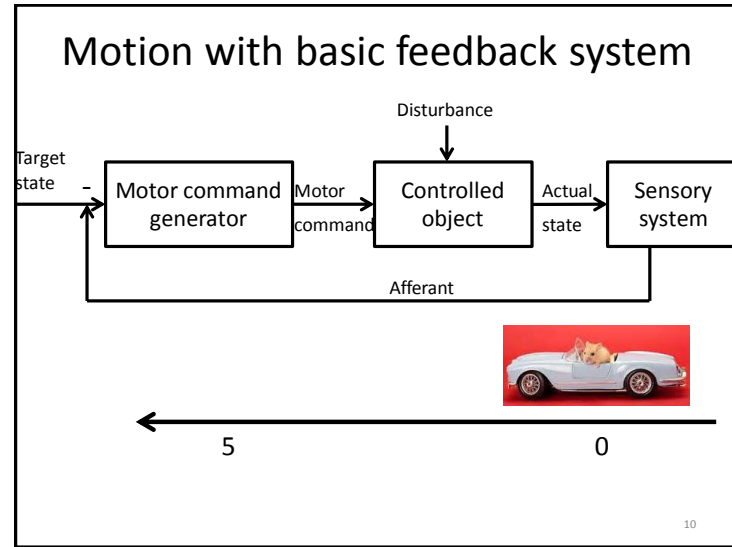 Motion with basic feedback system
Disturbance
Target
state
-
Motor command
generator
Motor
command
Controlled
object
Actual
state
Sensory
system
Afferant
5
0
10